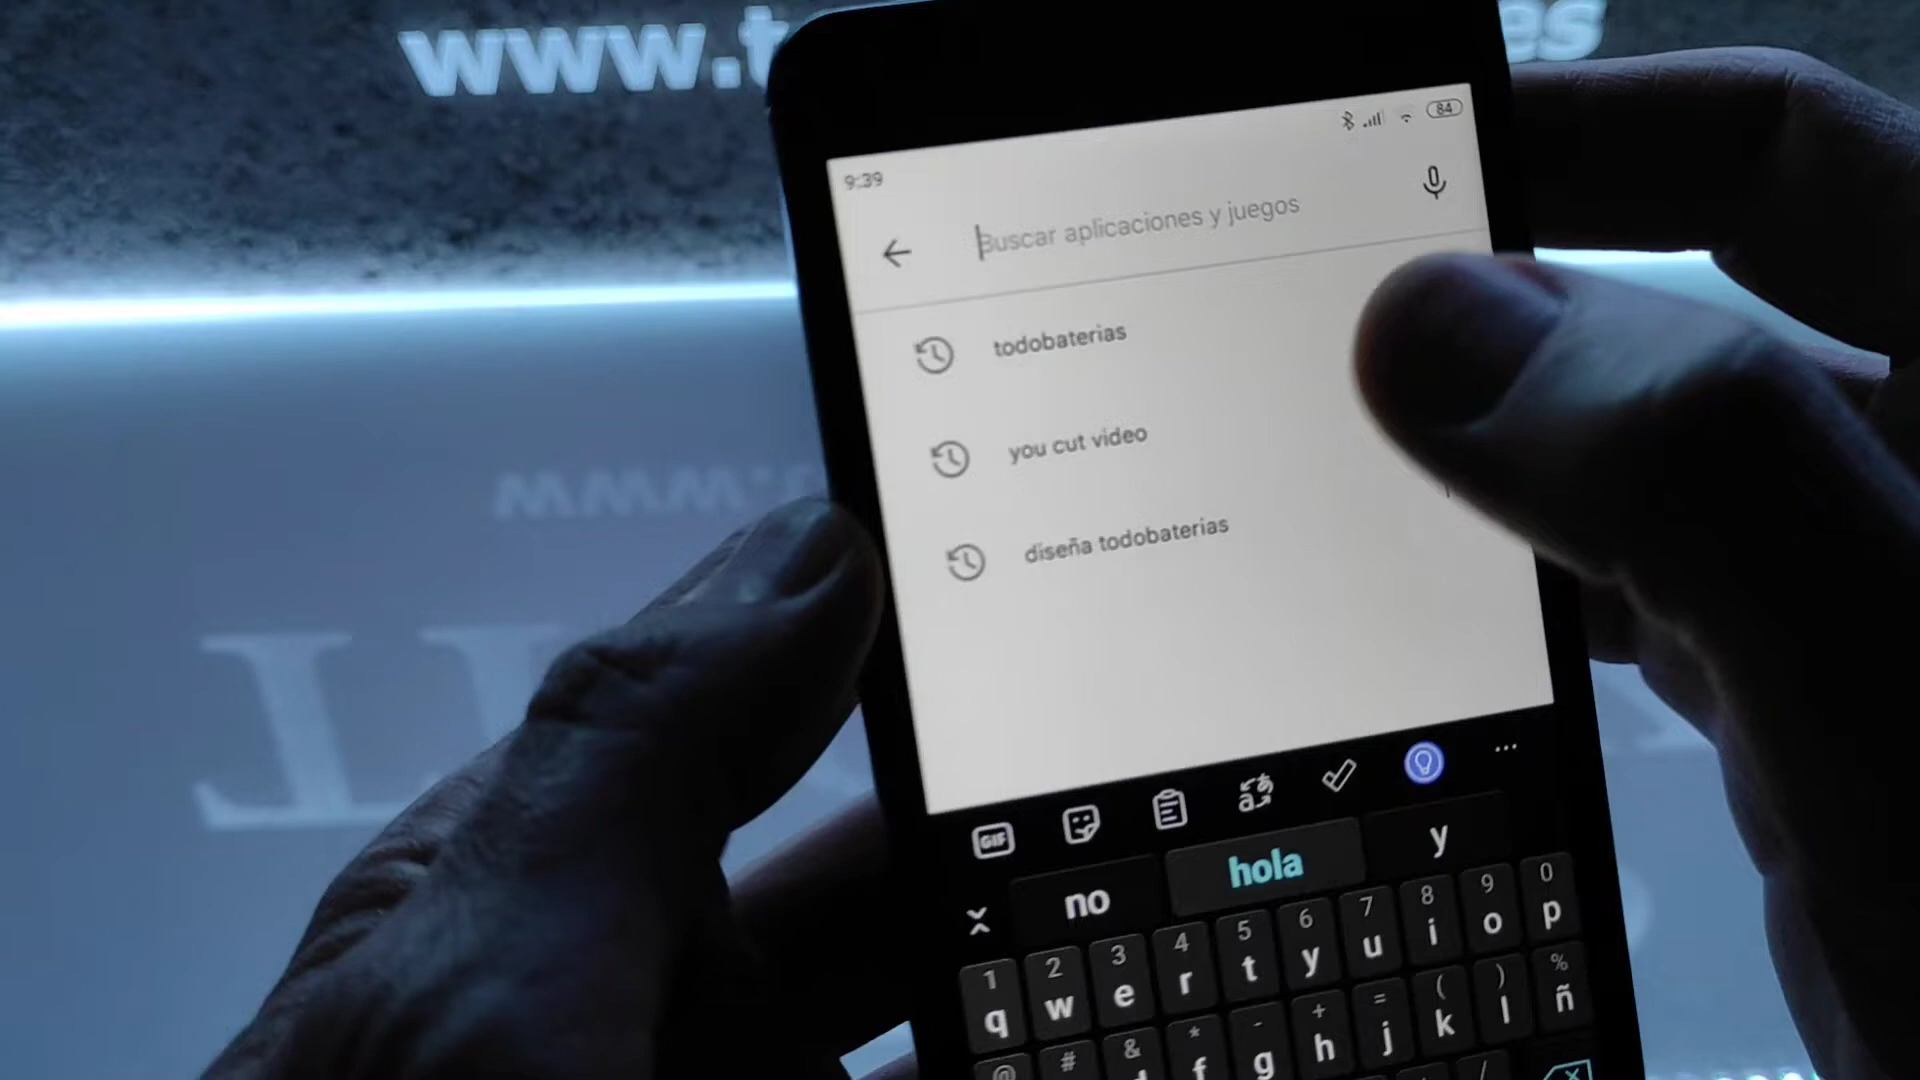 www.t
es
84
9:39
Buscar aplicaciones y juegos
todobaterias
you cut video
diseña todobaterias
GIF
no hola y
1 2 3 4 5 6 7 8 9 0
q w e r t y u i o p
@ # & * - + = ( ) %
f g h j k l ñ